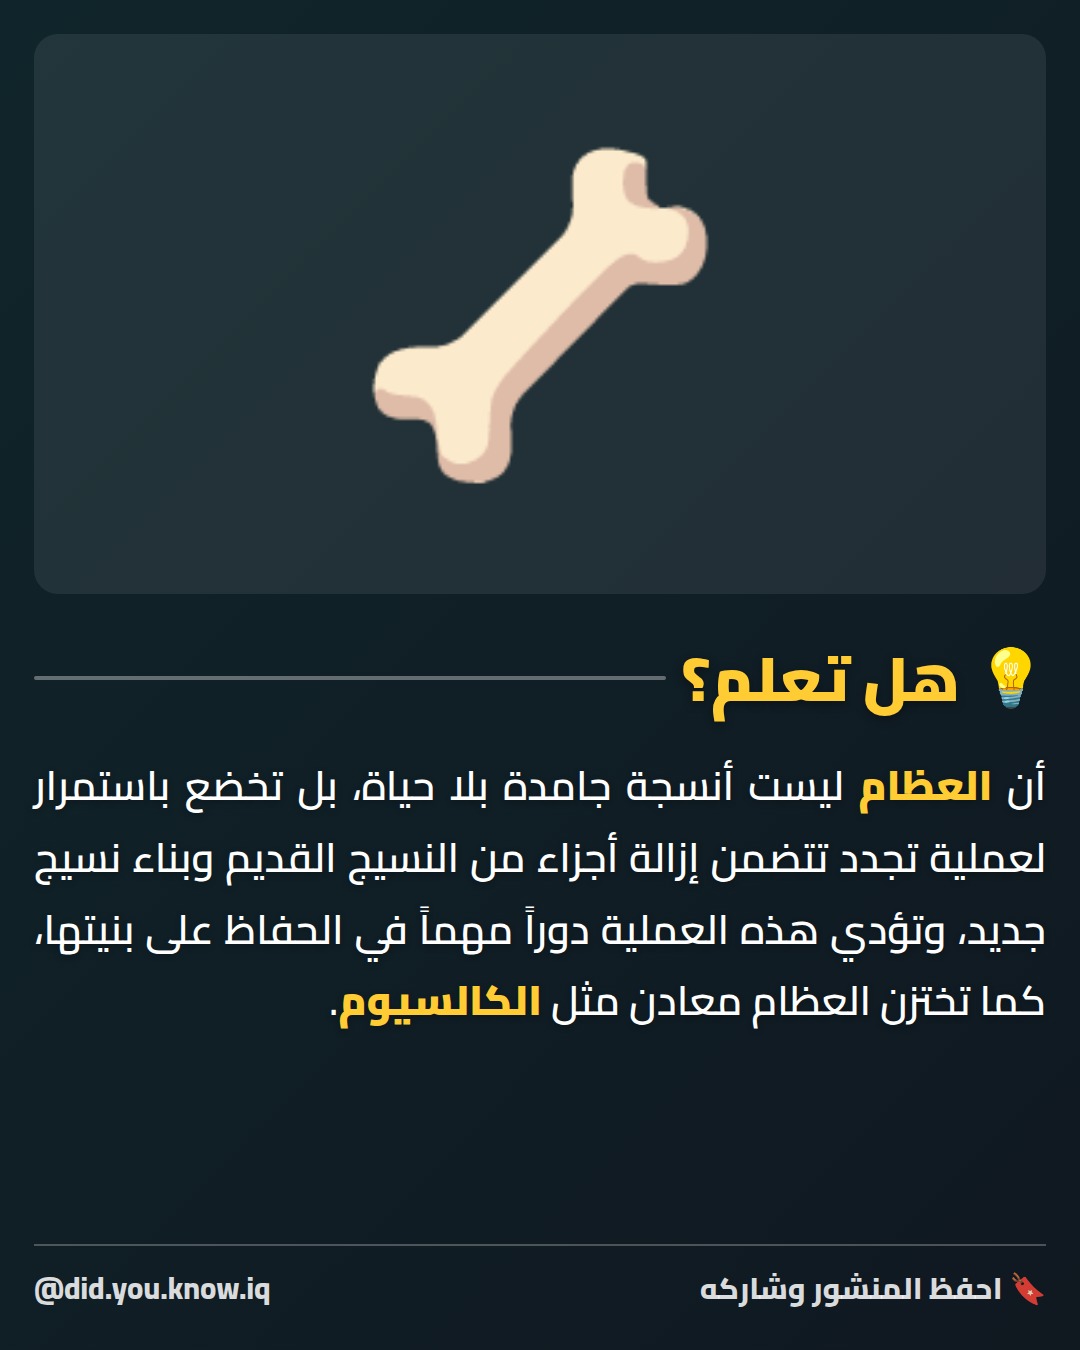 💡 هل تعلم؟
أن العظام ليست أنسجة جامدة بلا حياة، بل تخضع باستمرار
لعملية تجدد تتضمن إزالة أجزاء من النسيج القديم وبناء نسيج
جديد، وتؤدي هذه العملية دوراً مهماً في الحفاظ على بنيتها،
كما تختزن العظام معادن مثل الكالسيوم.
🔖 احفظ المنشور وشاركه
@did.you.know.iq